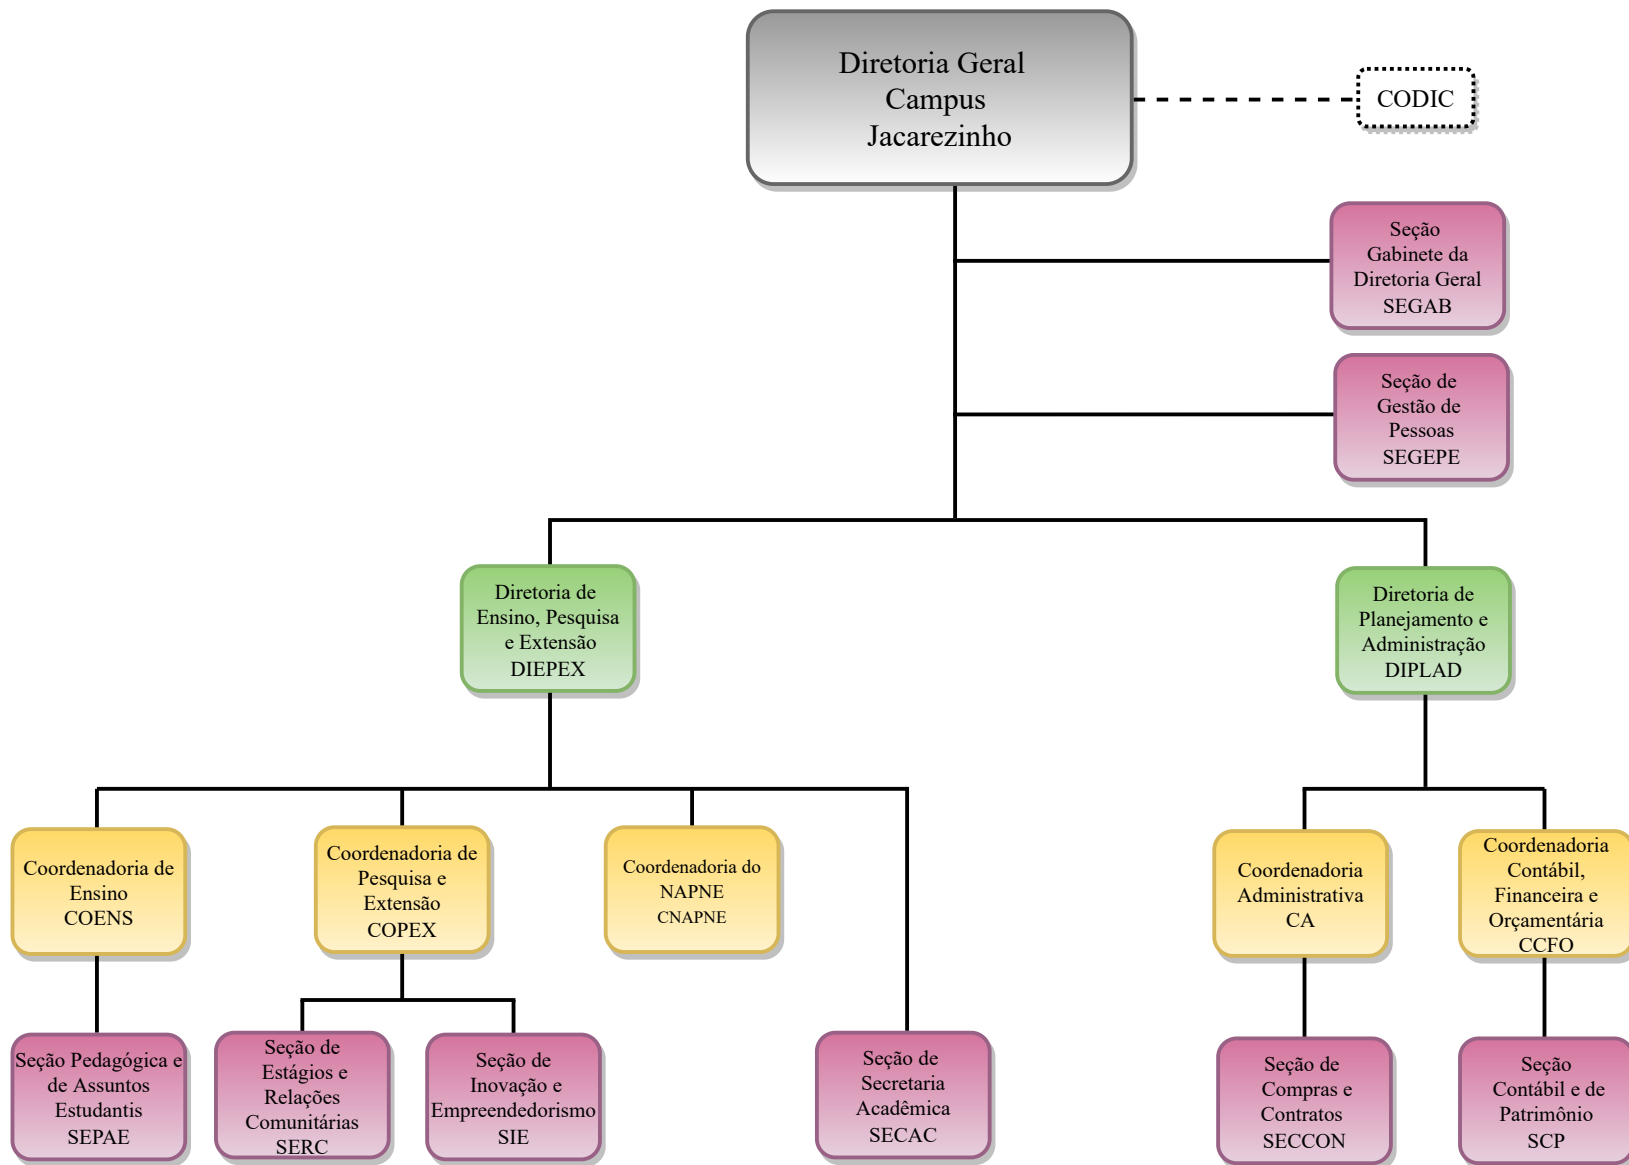 Diretoria Geral
Campus
Jacarezinho
CODIC
Seção
Gabinete da
Diretoria Geral
SEGAB
Seção de
Gestão de
Pessoas
SEGEPE
Diretoria de
Ensino, Pesquisa
e Extensão
DIEPEX
Diretoria de
Planejamento e
Administração
DIPLAD
Coordenadoria de
Ensino
COENS
Coordenadoria de
Pesquisa e
Extensão
COPEX
Coordenadoria do
NAPNE
CNAPNE
Coordenadoria
Administrativa
CA
Coordenadoria
Contábil,
Financeira e
Orçamentária
CCFO
Seção Pedagógica e
de Assuntos
Estudantis
SEPAE
Seção de
Estágios e
Relações
Comunitárias
SERC
Seção de
Inovação e
Empreendedorismo
SIE
Seção de
Secretaria
Acadêmica
SECAC
Seção de
Compras e
Contratos
SECCON
Seção
Contábil e de
Patrimônio
SCP